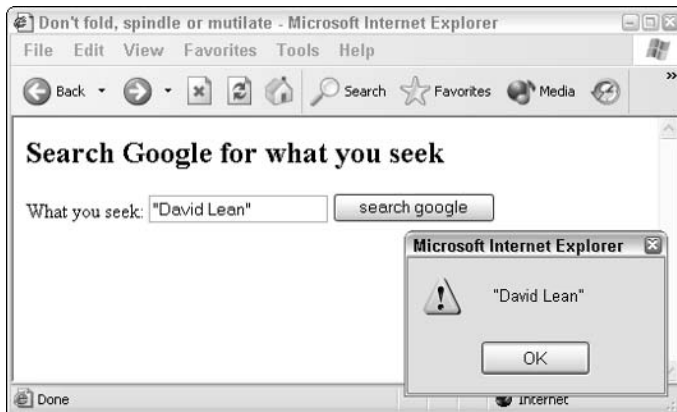 Don't fold, spindle or mutilate - Microsoft Internet Explorer
File Edit View Favorites Tools Help
Back Search Favorites Media »
Search Google for what you seek
What you seek: "David Lean" search google
Microsoft Internet Explorer
"David Lean"
OK
Done Internet